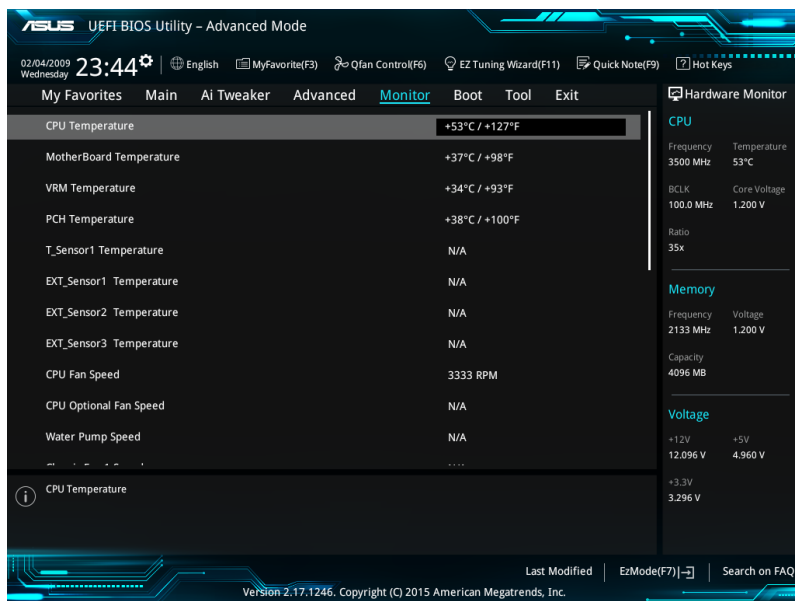 ASUS UEFI BIOS Utility – Advanced Mode
02/04/2009
Wednesday
23:44
English
MyFavorite(F3)
Qfan Control(F6)
EZ Tuning Wizard(F11)
Quick Note(F9)
? Hot Keys
My Favorites
Main
Ai Tweaker
Advanced
Monitor
Boot
Tool
Exit
CPU Temperature +53°C / +127°F
MotherBoard Temperature +37°C / +98°F
VRM Temperature +34°C / +93°F
PCH Temperature +38°C / +100°F
T_Sensor1 Temperature N/A
EXT_Sensor1 Temperature N/A
EXT_Sensor2 Temperature N/A
EXT_Sensor3 Temperature N/A
CPU Fan Speed 3333 RPM
CPU Optional Fan Speed N/A
Water Pump Speed N/A
CPU Temperature
Hardware Monitor
CPU
Frequency Temperature
3500 MHz 53°C
BCLK Core Voltage
100.0 MHz 1.200 V
Ratio
35x
Memory
Frequency Voltage
2133 MHz 1.200 V
Capacity
4096 MB
Voltage
+12V +5V
12.096 V 4.960 V
+3.3V
3.296 V
Last Modified
EzMode(F7)
Search on FAQ
Version 2.17.1246. Copyright (C) 2015 American Megatrends, Inc.